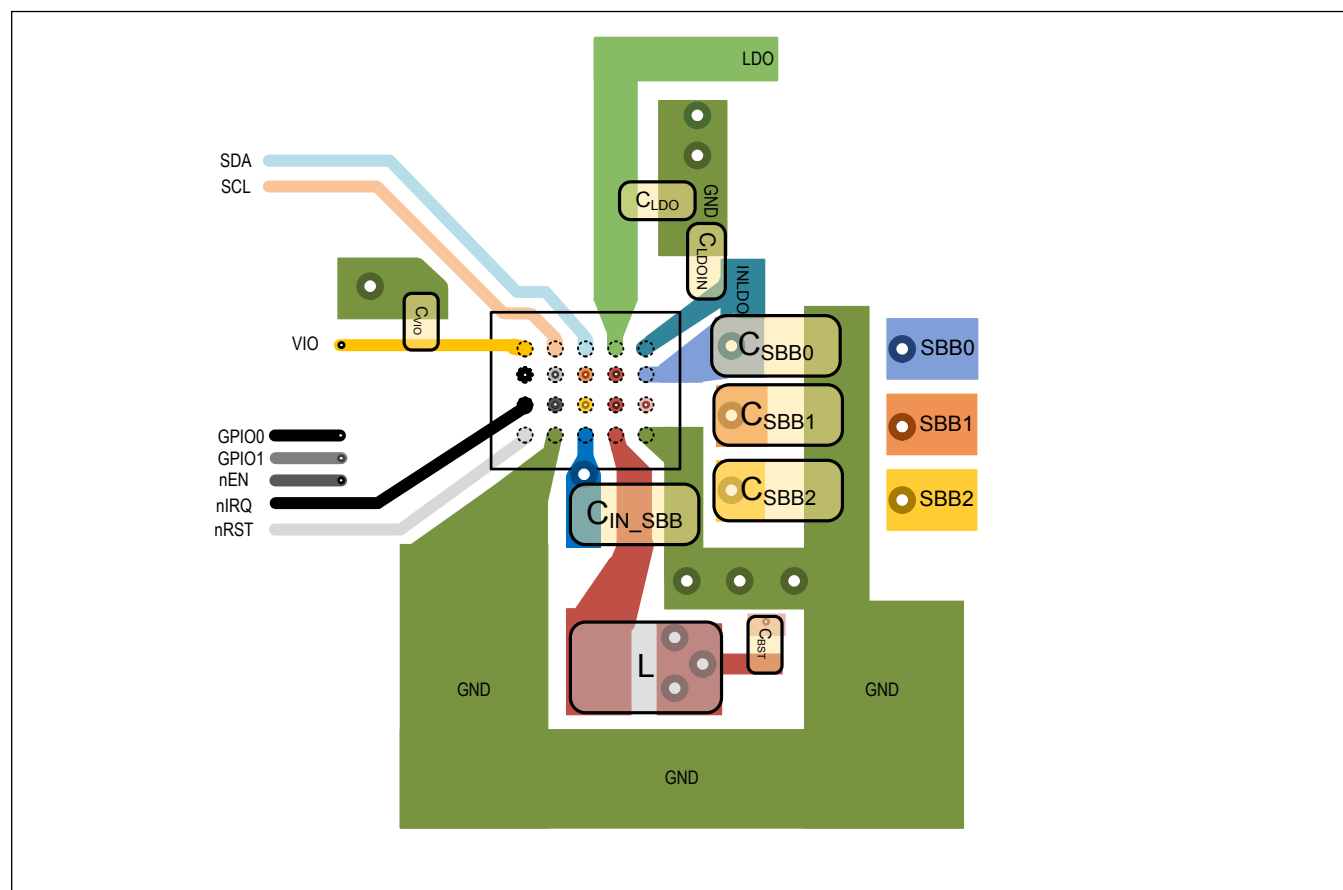 LDO
SDA
SCL
CLDO
GND
CLDOIN
INLDO
CVIO
VIO
CSBB0
SBB0
CSBB1
SBB1
GPIO0
GPIO1
nEN
nIRQ
nRST
CSBB2
SBB2
CIN_SBB
CBST
L
GND
GND
GND